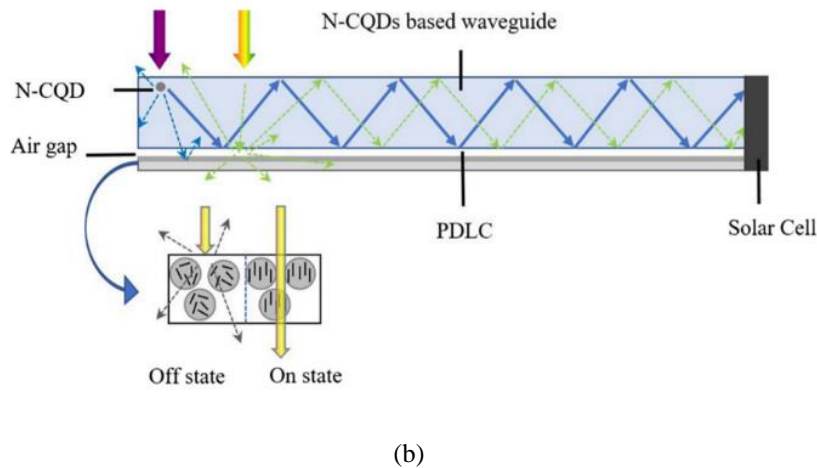 N-CQDs based waveguide
N-CQD
Air gap
PDLC
Solar Cell
Off state
On state
(b)